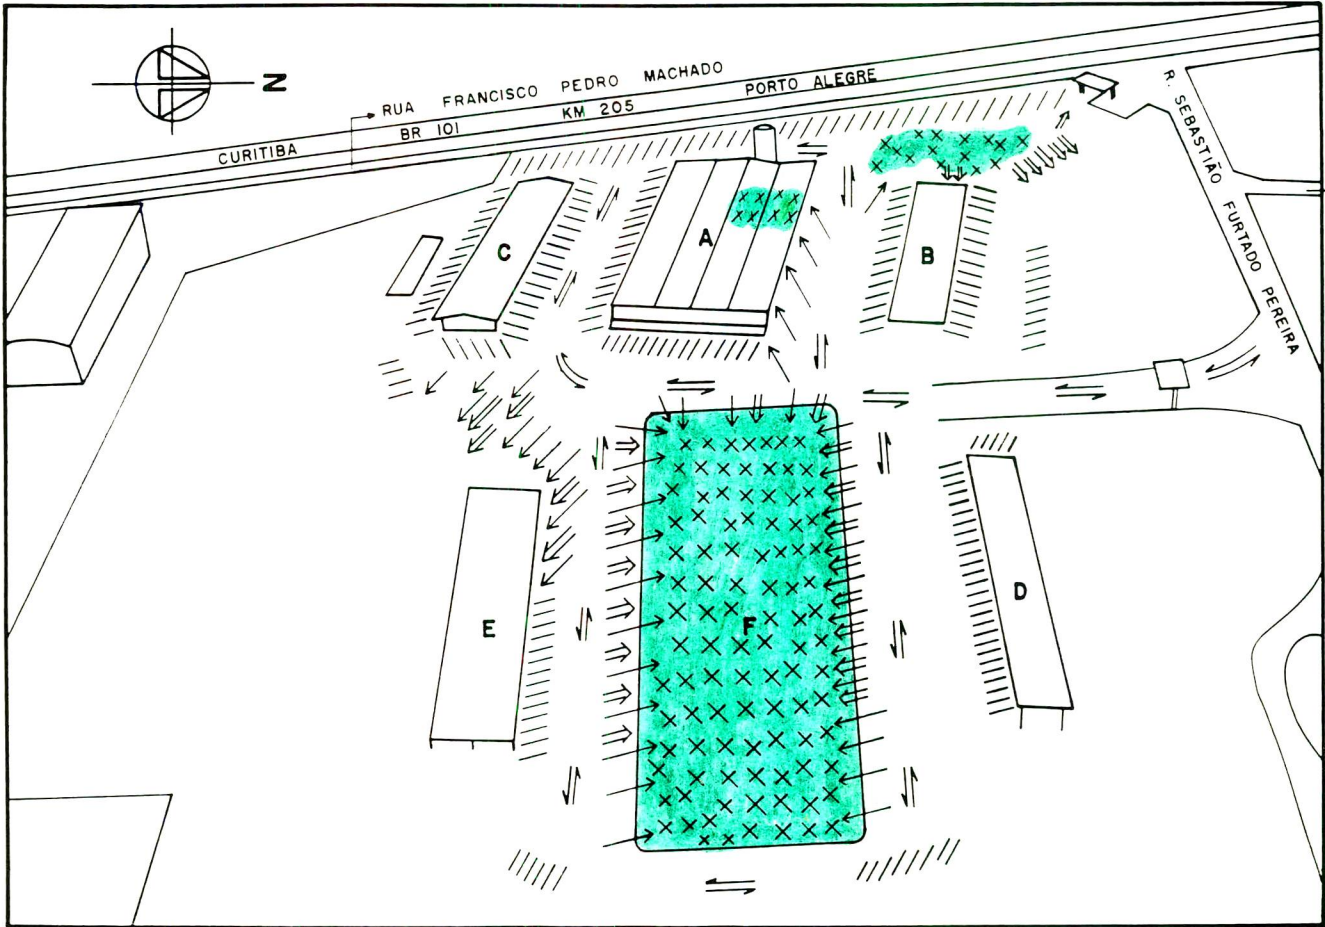 N
RUA FRANCISCO PEDRO MACHADO
CURITIBA BR 101 KM 205 PORTO ALEGRE
R. SEBASTIÃO FURTADO PEREIRA
C
A
B
E
F
D